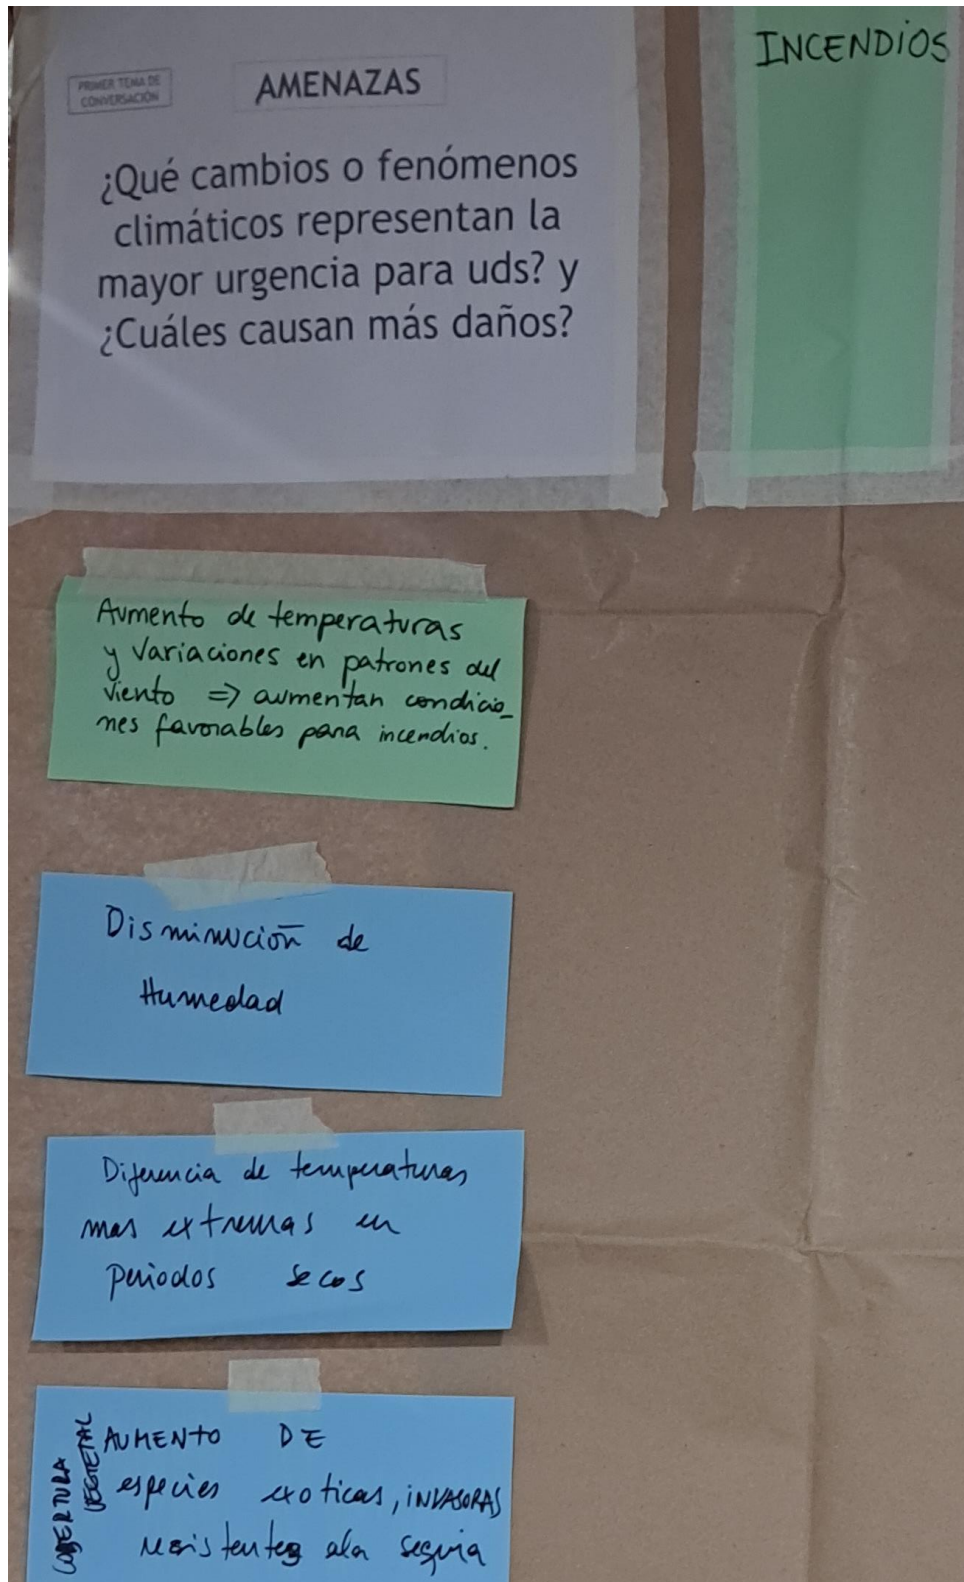 PRIMER TEMA DE
CONVERSACIÓN
AMENAZAS
¿Qué cambios o fenómenos
climáticos representan la
mayor urgencia para uds? y
¿Cuáles causan más daños?
INCENDIOS
Aumento de temperaturas
y variaciones en patrones del
viento => aumentan condicio_
nes favorables para incendios.
Disminución de
Humedad
Diferencia de temperaturas
mas extremas en
periodos secos
COBERTURA
VEGETAL
AUMENTO DE
especies exoticas, INVASORAS
resistentes a la sequia